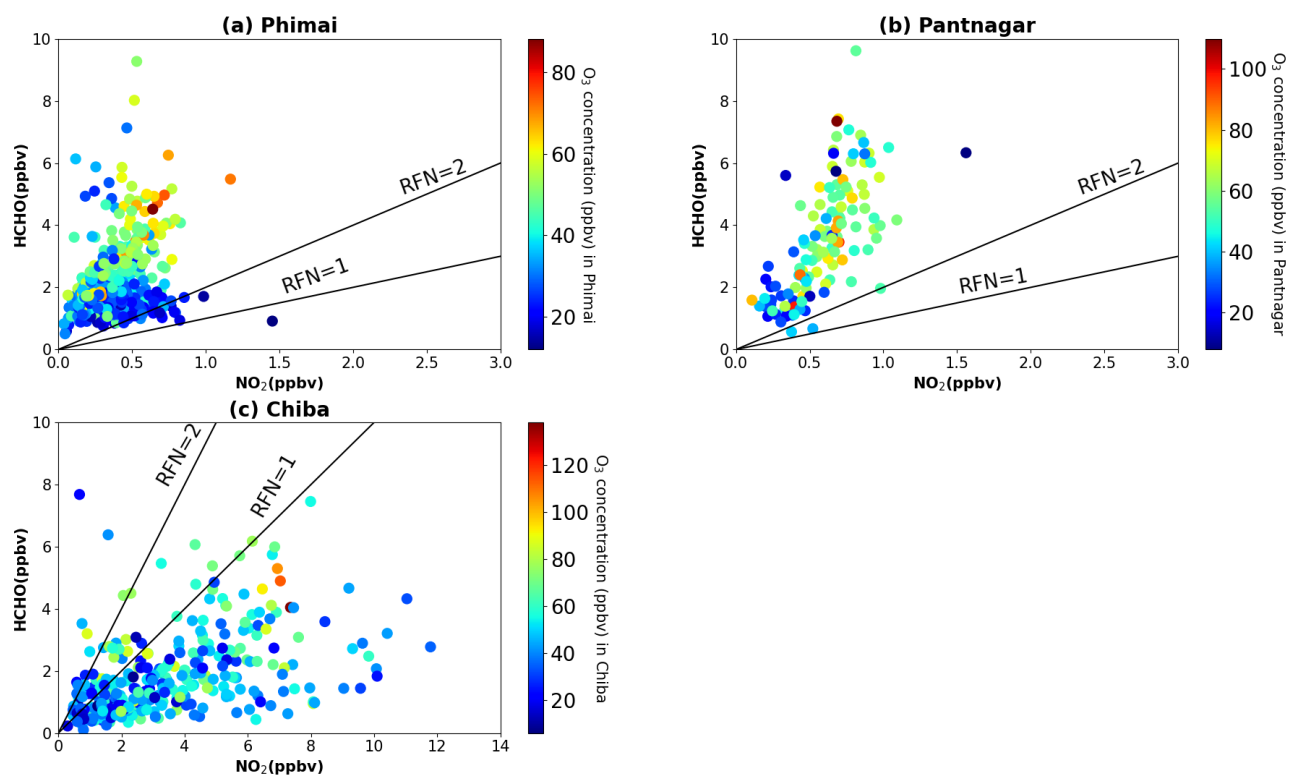 (a) Phimai
10
8
6
4
2
0
HCHO(ppbv)
0.0 0.5 1.0 1.5 2.0 2.5 3.0
NO₂(ppbv)
RFN=2
RFN=1
80
60
40
20
O₃ concentration (ppbv) in Phimai
(b) Pantnagar
10
8
6
4
2
0
HCHO(ppbv)
0.0 0.5 1.0 1.5 2.0 2.5 3.0
NO₂(ppbv)
RFN=2
RFN=1
100
80
60
40
20
O₃ concentration (ppbv) in Pantnagar
(c) Chiba
10
8
6
4
2
0
HCHO(ppbv)
0 2 4 6 8 10 12 14
NO₂(ppbv)
RFN=2
RFN=1
120
100
80
60
40
20
O₃ concentration (ppbv) in Chiba